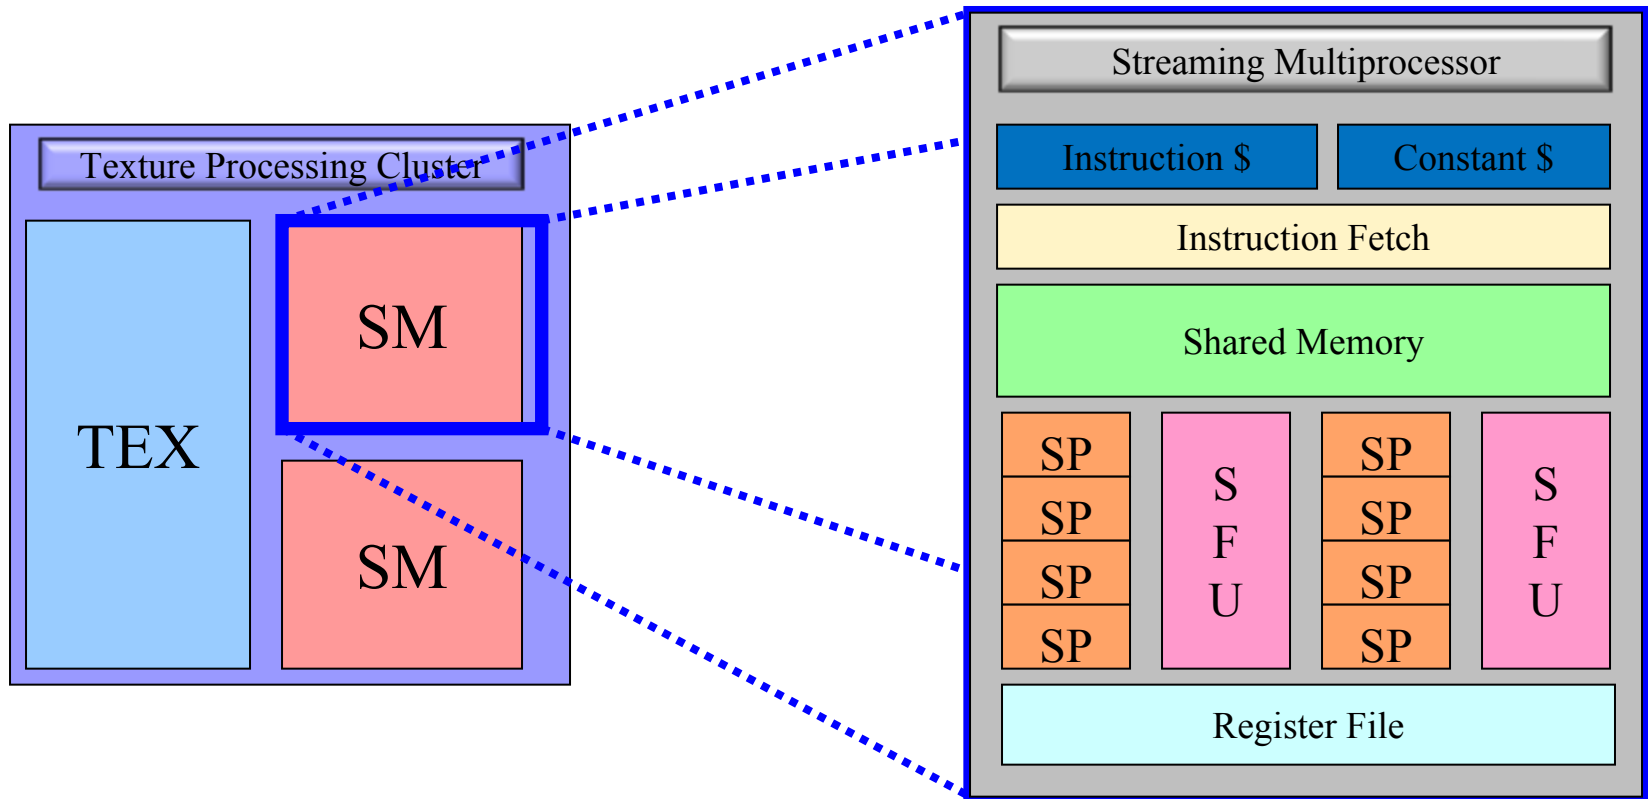 Texture Processing Cluster
TEX
SM
SM
Streaming Multiprocessor
Instruction $
Constant $
Instruction Fetch
Shared Memory
SP
SP
SP
SP
S
F
U
SP
SP
SP
SP
S
F
U
Register File